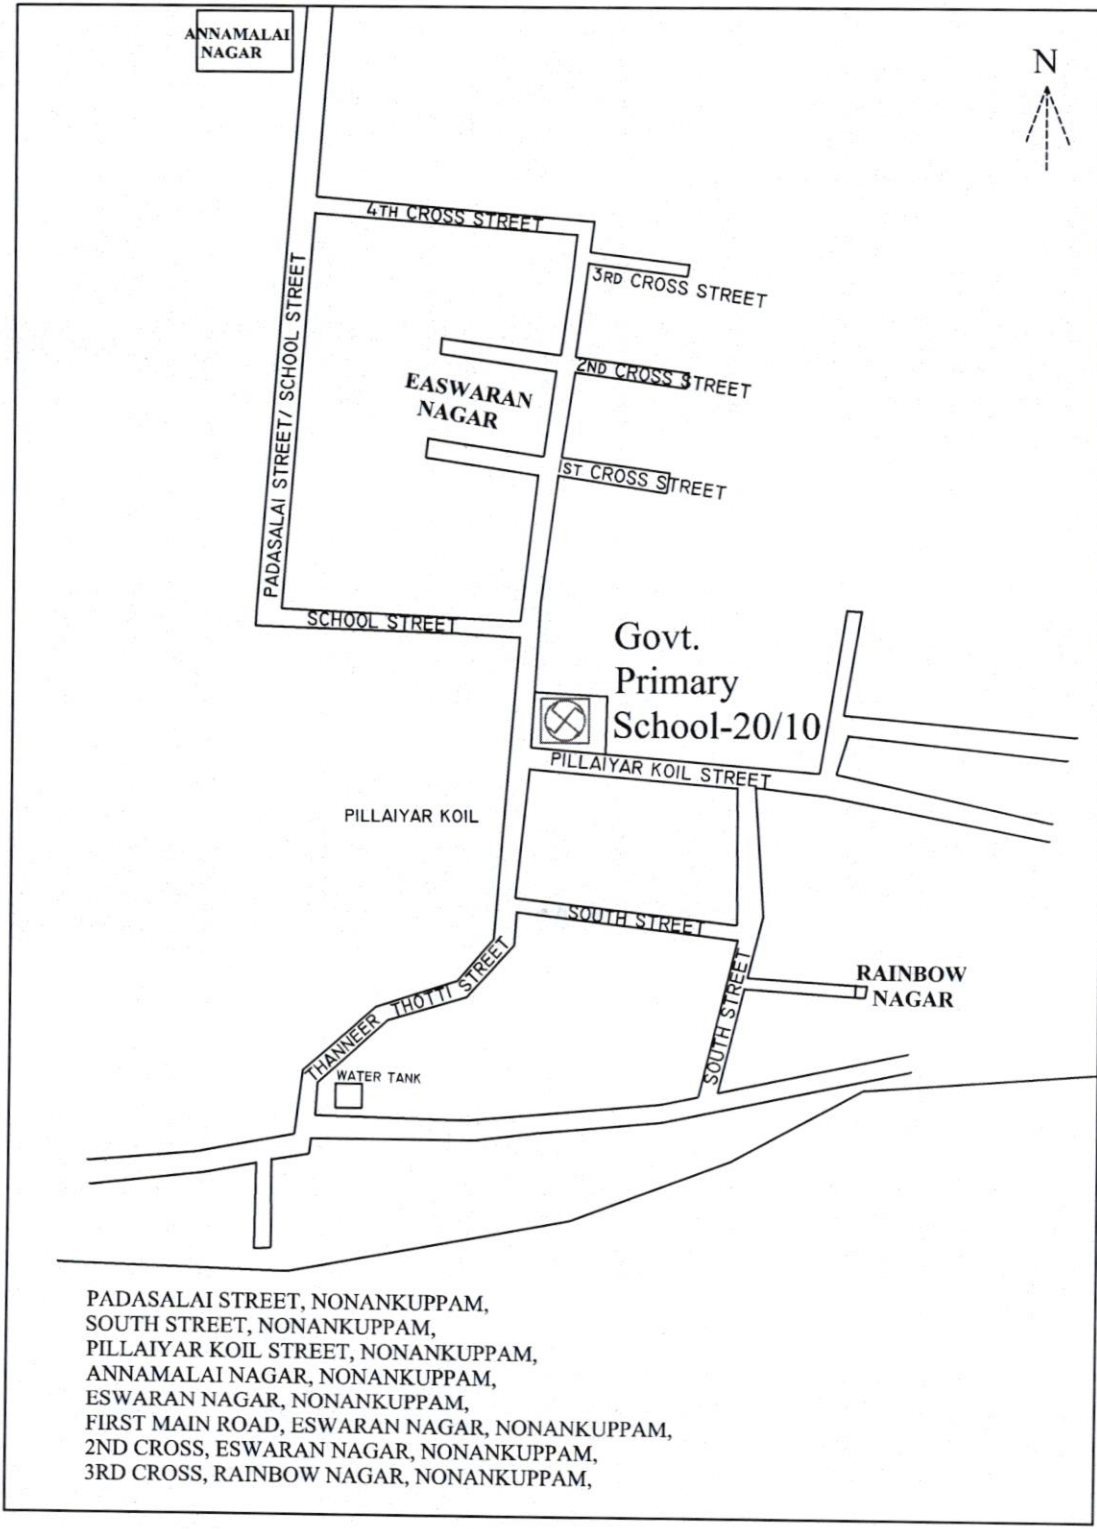 ANNAMALAI
NAGAR
N
4TH CROSS STREET
3RD CROSS STREET
PADASALAI STREET/ SCHOOL STREET
2ND CROSS STREET
EASWARAN
NAGAR
1ST CROSS STREET
SCHOOL STREET
Govt.
Primary
School-20/10
PILLAIYAR KOIL STREET
PILLAIYAR KOIL
SOUTH STREET
THANNEER THOTTI STREET
SOUTH STREET
RAINBOW
NAGAR
WATER TANK
PADASALAI STREET, NONANKUPPAM,
SOUTH STREET, NONANKUPPAM,
PILLAIYAR KOIL STREET, NONANKUPPAM,
ANNAMALAI NAGAR, NONANKUPPAM,
ESWARAN NAGAR, NONANKUPPAM,
FIRST MAIN ROAD, ESWARAN NAGAR, NONANKUPPAM,
2ND CROSS, ESWARAN NAGAR, NONANKUPPAM,
3RD CROSS, RAINBOW NAGAR, NONANKUPPAM,